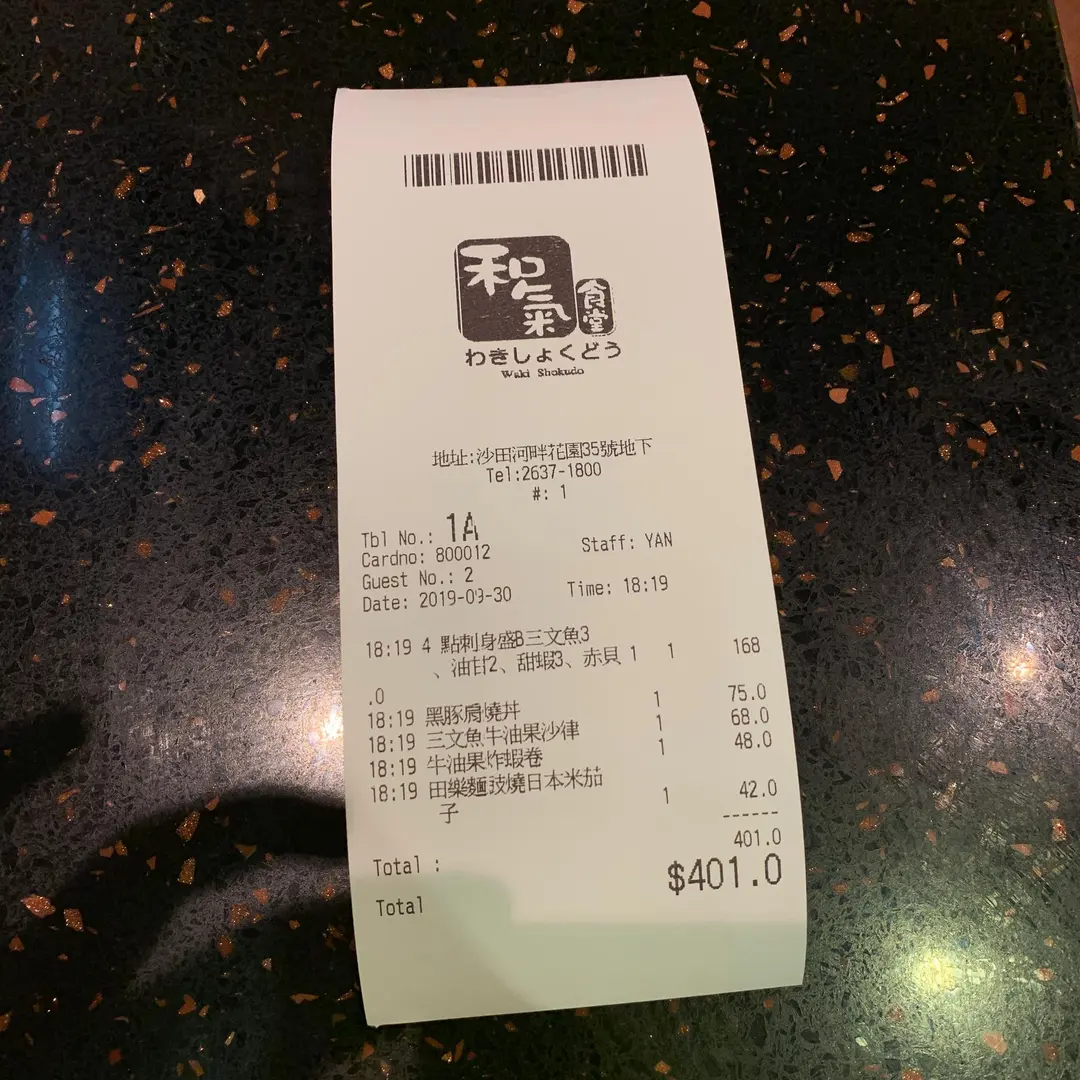 和氣
食堂
わきしょくどう
Waki Shokudo
地址:沙田河畔花園35號地下
Tel:2637-1800
#: 1
Tbl No.: 1A
Cardno: 800012 Staff: YAN
Guest No.: 2
Date: 2019-09-30 Time: 18:19
18:19 4 點刺身盛B三文魚3
、油甘2、甜蝦3、赤貝 1 1 168
.0
18:19 黑豚肩燒丼 1 75.0
18:19 三文魚牛油果沙律 1 68.0
18:19 牛油果炸蝦卷 1 48.0
18:19 田樂麵豉燒日本米茄
子 1 42.0
------
401.0
Total :
$401.0
Total